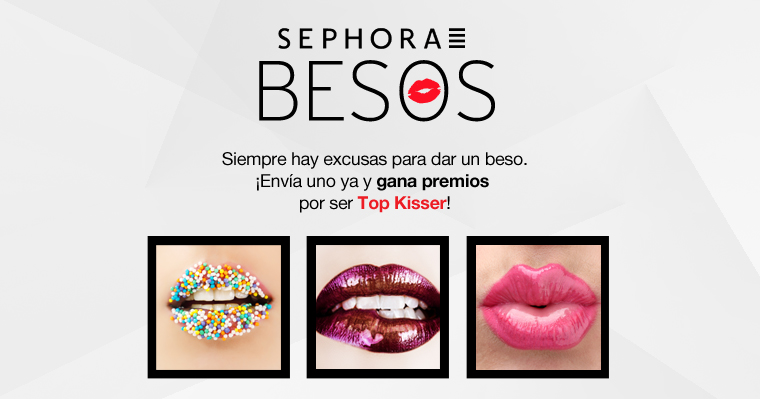 SEPHORA
BESOS
Siempre hay excusas para dar un beso.
¡Envía uno ya y gana premios
por ser Top Kisser!